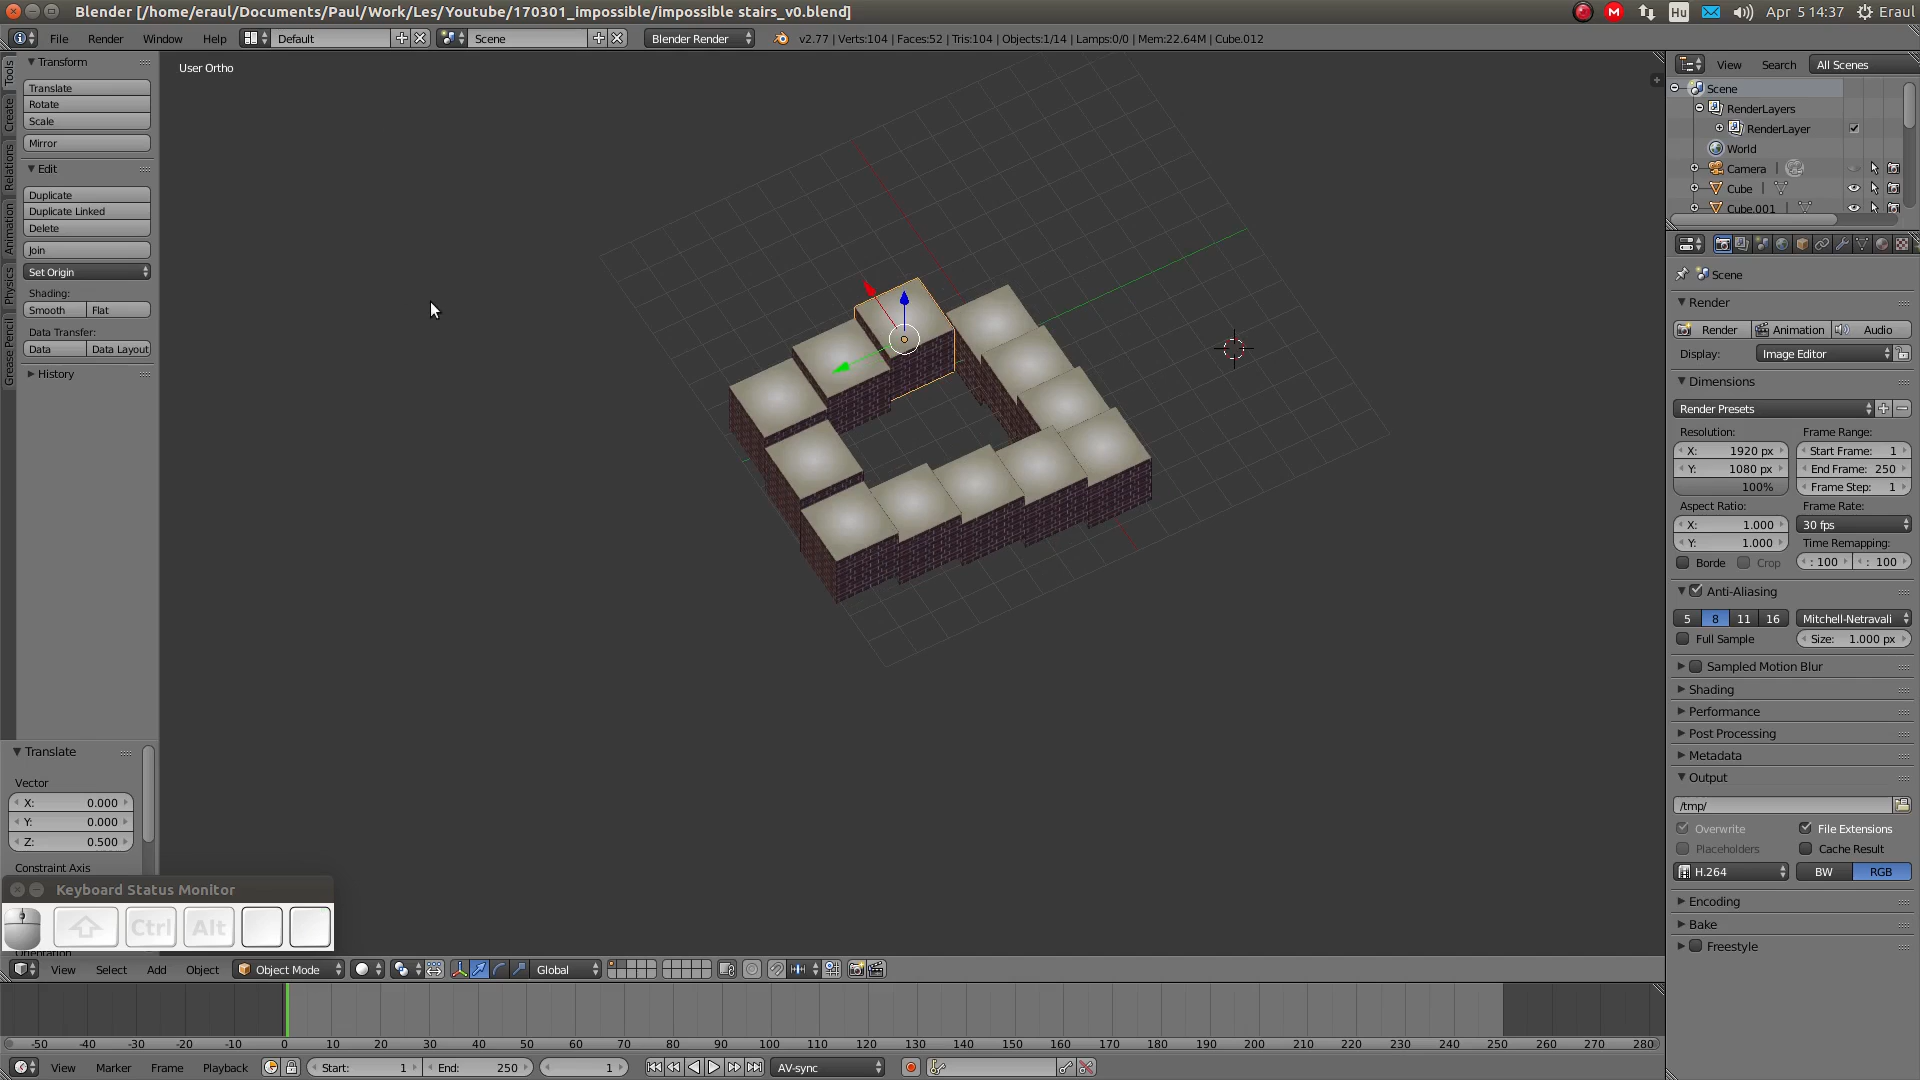 Blender [/home/eraul/Documents/Paul/Work/Les/Youtube/170301_impossible/impossible stairs_v0.blend]
Hu Apr 5 14:37 Eraul
File Render Window Help Default Scene Blender Render v2.77 | Verts:104 | Faces:52 | Tris:104 | Objects:1/14 | Lamps:0/0 | Mem:22.64M | Cube.012
Tools
Create
Relations
Animation
Physics
Grease Pencil
Transform
Translate
Rotate
Scale
Mirror
Edit
Duplicate
Duplicate Linked
Delete
Join
Set Origin
Shading:
Smooth Flat
Data Transfer:
Data Data Layout
History
Translate
Vector
X: 0.000
Y: 0.000
Z: 0.500
Constraint Axis
Keyboard Status Monitor
Ctrl Alt
Orientation
User Ortho
View Select Add Object Object Mode Global
-50 -40 -30 -20 -10 0 10 20 30 40 50 60 70 80 90 100 110 120 130 140 150 160 170 180 190 200 210 220 230 240 250 260 270 280
View Marker Frame Playback Start: 1 End: 250 1 AV-sync
View Search All Scenes
Scene
RenderLayers
RenderLayer
World
Camera
Cube
Cube.001
Scene
Render
Render Animation Audio
Display: Image Editor
Dimensions
Render Presets
Resolution: Frame Range:
X: 1920 px Start Frame: 1
Y: 1080 px End Frame: 250
100% Frame Step: 1
Aspect Ratio: Frame Rate:
X: 1.000 30 fps
Y: 1.000 Time Remapping:
Borde Crop : 100 : 100
Anti-Aliasing
5 8 11 16 Mitchell-Netravali
Full Sample Size: 1.000 px
Sampled Motion Blur
Shading
Performance
Post Processing
Metadata
Output
/tmp/
Overwrite File Extensions
Placeholders Cache Result
H.264 BW RGB
Encoding
Bake
Freestyle